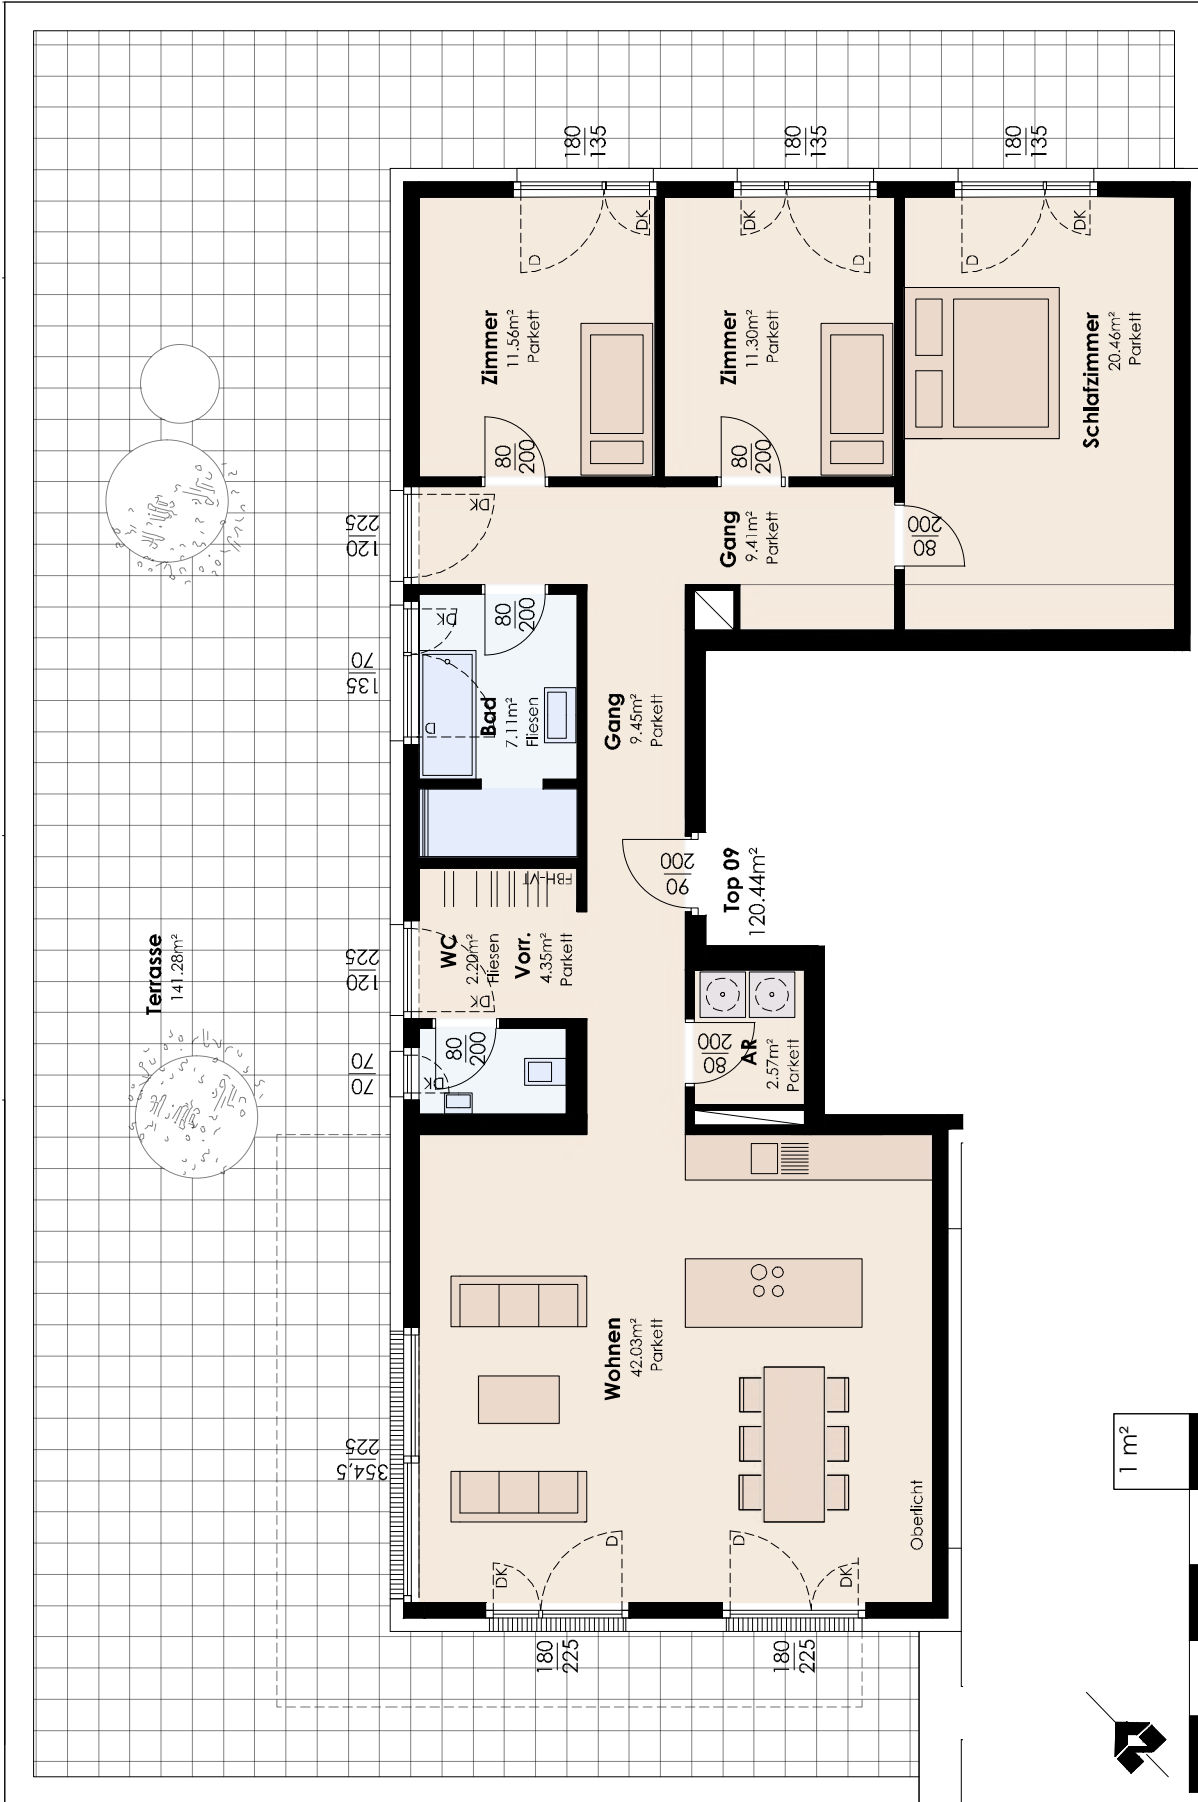 180
135
180
135
180
135
D
DK
DK
D
D
DK
Zimmer
11.56m²
Parkett
Zimmer
11.30m²
Parkett
Schlafzimmer
20.46m²
Parkett
80
200
80
200
225
120
DK
Gang
9.41m²
Parkett
200
80
80
200
DK
70
135
D
Bad
7.11m²
Fliesen
Gang
9.45m²
Parkett
200
90
Top 09
120.44m²
FBH-VT
Terrasse
141.28m²
225
120
WC
2.20m²
Fliesen
Vorr.
4.35m²
Parkett
DK
80
200
70
70
DK
200
80
AR
2.57m²
Parkett
Wohnen
42.03m²
Parkett
225
354,5
Oberlicht
DK
D
D
DK
180
225
180
225
1 m²